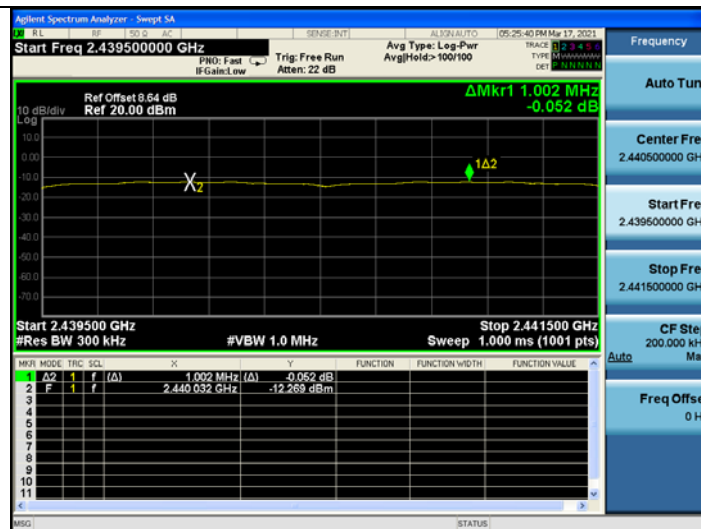 Agilent Spectrum Analyzer - Swept SA
RL RF 50 Ω AC SENSE:INT ALIGN AUTO 05:25:40 PM Mar 17, 2021
Start Freq 2.439500000 GHz
PNO: Fast
IFGain:Low
Trig: Free Run
Atten: 22 dB
Avg Type: Log-Pwr
Avg|Hold:>100/100
TRACE 1 2 3 4 5 6
TYPE M
DET P N N N N N
Ref Offset 8.64 dB
Ref 20.00 dBm
10 dB/div
Log
ΔMkr1 1.002 MHz
-0.052 dB
10.0
0.00
-10.0
-20.0
-30.0
-40.0
-50.0
-60.0
-70.0
1Δ2
2
Start 2.439500 GHz Stop 2.441500 GHz
#Res BW 300 kHz #VBW 1.0 MHz Sweep 1.000 ms (1001 pts)
MKR MODE TRC SCL X Y FUNCTION FUNCTION WIDTH FUNCTION VALUE
1 Δ2 1 f (Δ) 1.002 MHz (Δ) -0.052 dB
2 F 1 f 2.440 032 GHz -12.269 dBm
3
4
5
6
7
8
9
10
11
MSG STATUS
Frequency
Auto Tun
Center Fre
2.440500000 GH
Start Fre
2.439500000 GH
Stop Fre
2.441500000 GH
CF Ste
200.000 kH
Auto Ma
Freq Offse
0 H